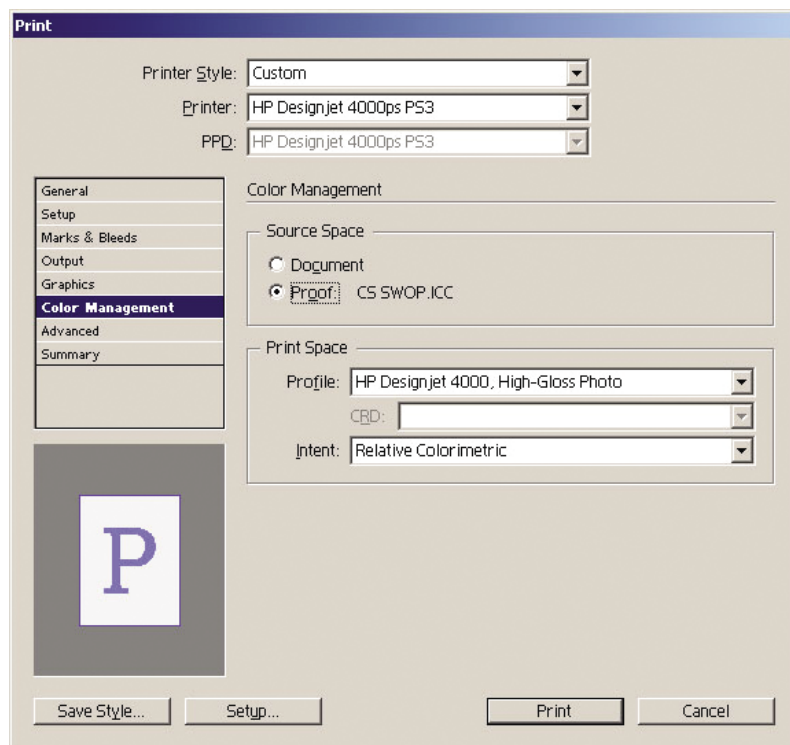 Print
Printer Style: Custom
Printer: HP Designjet 4000ps PS3
PPD: HP Designjet 4000ps PS3
General
Setup
Marks & Bleeds
Output
Graphics
Color Management
Advanced
Summary
Color Management
Source Space
Document
Proof: CS SWOP.ICC
Print Space
Profile: HP Designjet 4000, High-Gloss Photo
CRD:
Intent: Relative Colorimetric
P
Save Style... Setup... Print Cancel